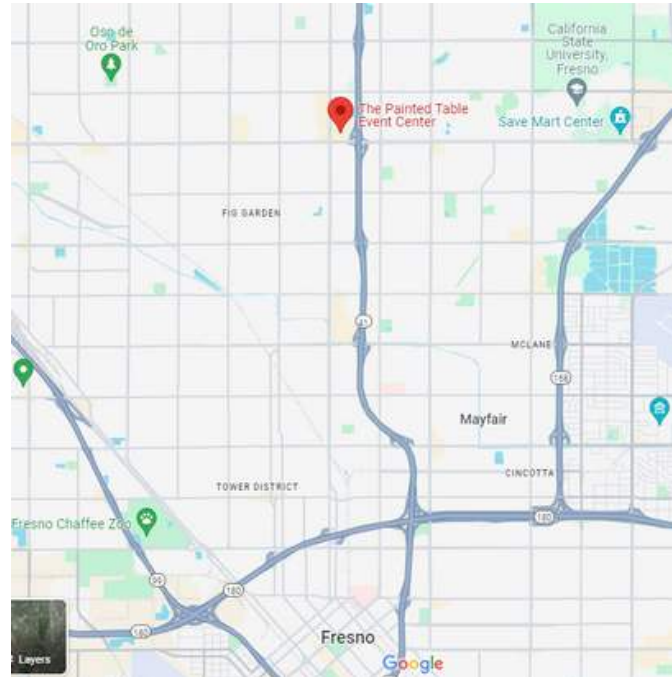 Oso de
Oro Park
California
State
University,
Fresno
The Painted Table
Event Center
Save Mart Center
FIG GARDEN
41
MCLANE
168
Mayfair
CINCOTTA
TOWER DISTRICT
180
Fresno Chaffee Zoo
99
180
180
Fresno
Layers
Google